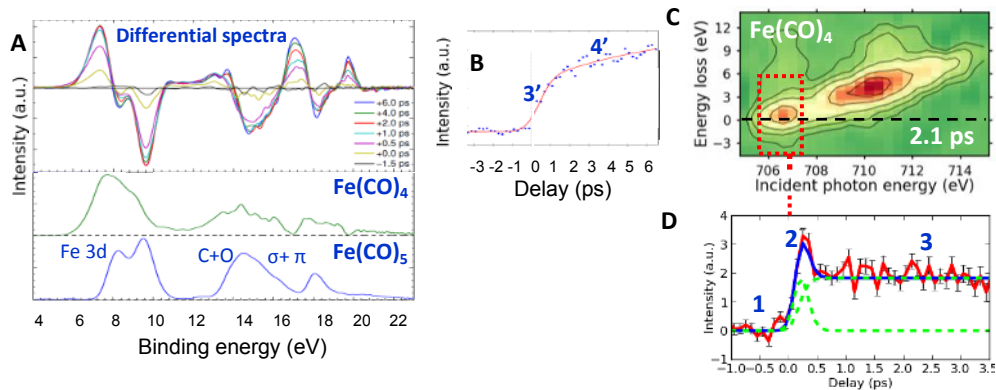 A
Differential spectra
Intensity (a.u.)
+6.0 ps
+4.0 ps
+2.0 ps
+1.0 ps
+0.5 ps
+0.0 ps
−1.5 ps
Fe(CO)4
Fe 3d
C+O
σ+ π
Fe(CO)5
4 6 8 10 12 14 16 18 20 22
Binding energy (eV)
B
Intensity (a.u.)
3’
4’
-3 -2 -1 0 1 2 3 4 5 6
Delay (ps)
C
Fe(CO)4
Energy loss (eV)
12
9
6
3
0
−3
2.1 ps
706 708 710 712 714
Incident photon energy (eV)
D
Intensity (a.u.)
4
3
2
1
0
−1
1
2
3
-1.0 -0.5 0.0 0.5 1.0 1.5 2.0 2.5 3.0 3.5
Delay (ps)